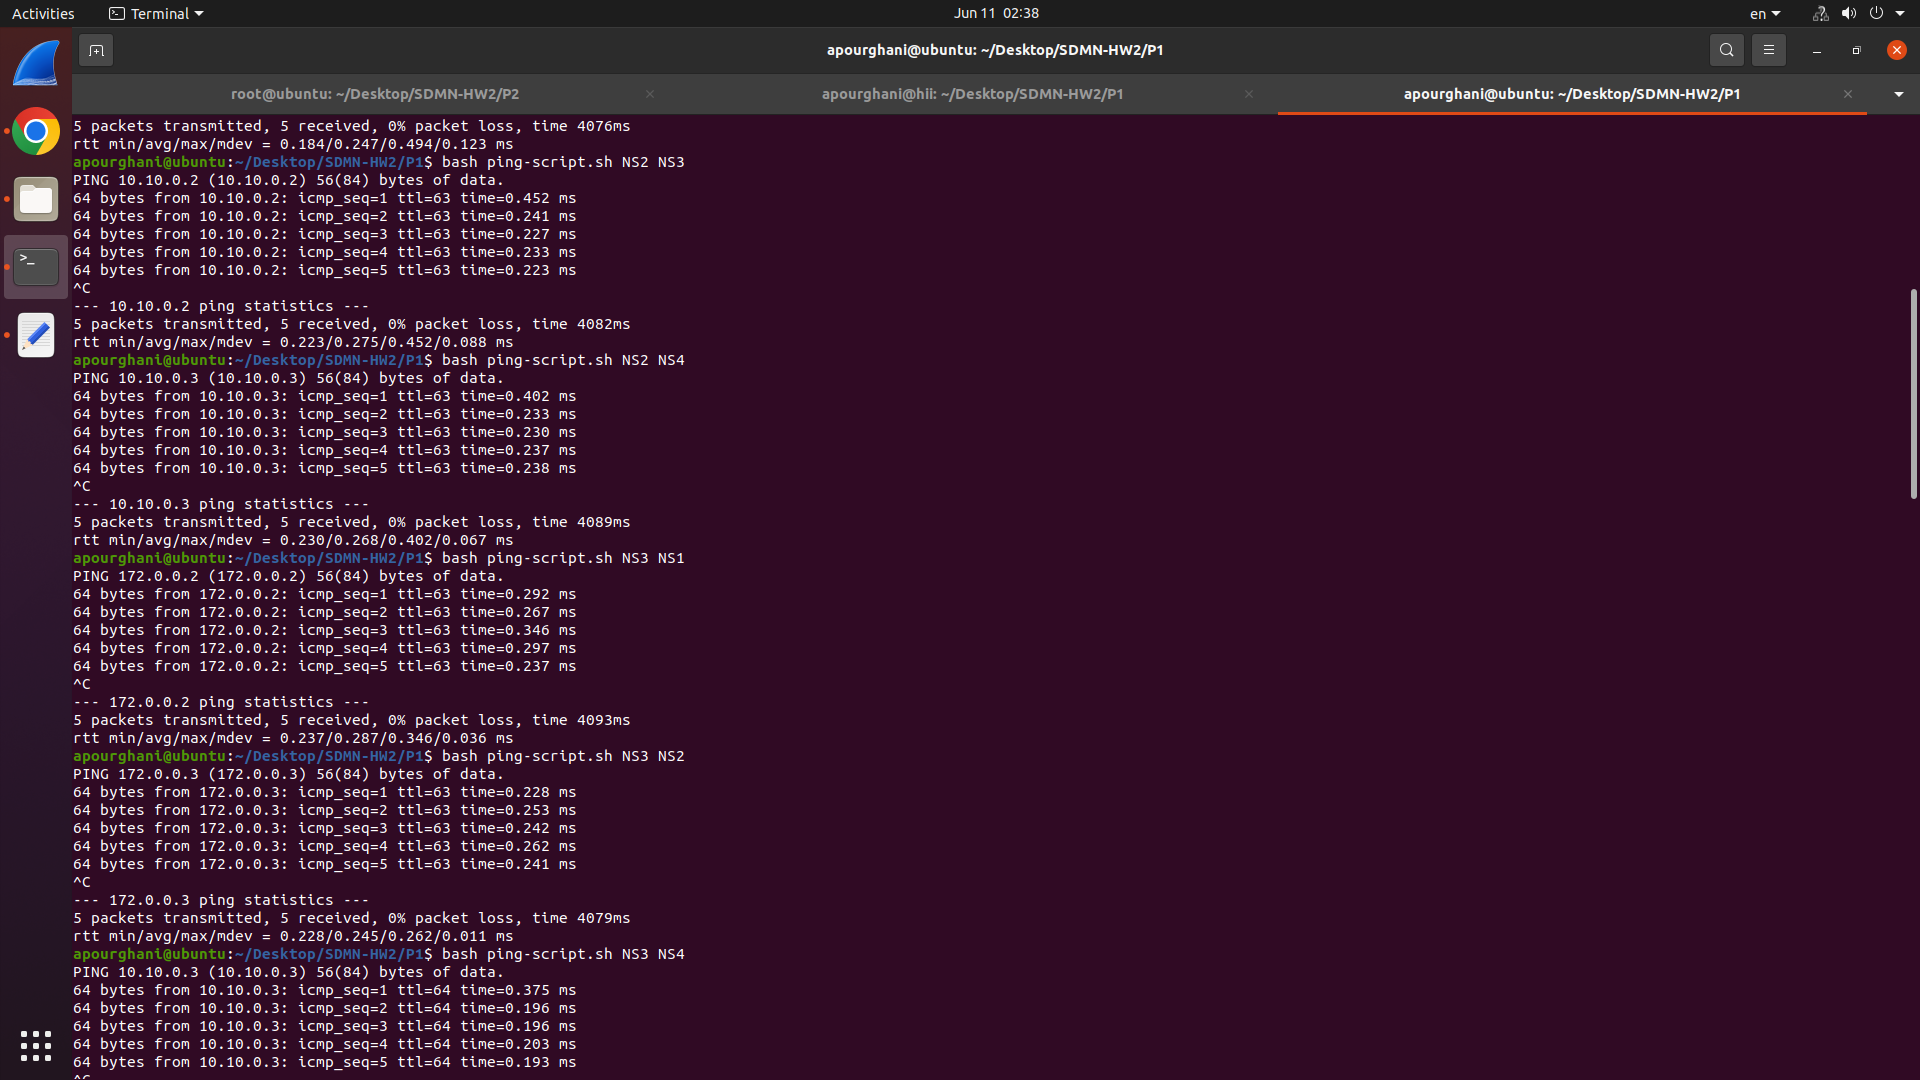 Activities
Terminal
Jun 11 02:38
en
apourghani@ubuntu: ~/Desktop/SDMN-HW2/P1
root@ubuntu: ~/Desktop/SDMN-HW2/P2
apourghani@hii: ~/Desktop/SDMN-HW2/P1
apourghani@ubuntu: ~/Desktop/SDMN-HW2/P1
5 packets transmitted, 5 received, 0% packet loss, time 4076ms
rtt min/avg/max/mdev = 0.184/0.247/0.494/0.123 ms
apourghani@ubuntu:~/Desktop/SDMN-HW2/P1$ bash ping-script.sh NS2 NS3
PING 10.10.0.2 (10.10.0.2) 56(84) bytes of data.
64 bytes from 10.10.0.2: icmp_seq=1 ttl=63 time=0.452 ms
64 bytes from 10.10.0.2: icmp_seq=2 ttl=63 time=0.241 ms
64 bytes from 10.10.0.2: icmp_seq=3 ttl=63 time=0.227 ms
64 bytes from 10.10.0.2: icmp_seq=4 ttl=63 time=0.233 ms
64 bytes from 10.10.0.2: icmp_seq=5 ttl=63 time=0.223 ms
^C
--- 10.10.0.2 ping statistics ---
5 packets transmitted, 5 received, 0% packet loss, time 4082ms
rtt min/avg/max/mdev = 0.223/0.275/0.452/0.088 ms
apourghani@ubuntu:~/Desktop/SDMN-HW2/P1$ bash ping-script.sh NS2 NS4
PING 10.10.0.3 (10.10.0.3) 56(84) bytes of data.
64 bytes from 10.10.0.3: icmp_seq=1 ttl=63 time=0.402 ms
64 bytes from 10.10.0.3: icmp_seq=2 ttl=63 time=0.233 ms
64 bytes from 10.10.0.3: icmp_seq=3 ttl=63 time=0.230 ms
64 bytes from 10.10.0.3: icmp_seq=4 ttl=63 time=0.237 ms
64 bytes from 10.10.0.3: icmp_seq=5 ttl=63 time=0.238 ms
^C
--- 10.10.0.3 ping statistics ---
5 packets transmitted, 5 received, 0% packet loss, time 4089ms
rtt min/avg/max/mdev = 0.230/0.268/0.402/0.067 ms
apourghani@ubuntu:~/Desktop/SDMN-HW2/P1$ bash ping-script.sh NS3 NS1
PING 172.0.0.2 (172.0.0.2) 56(84) bytes of data.
64 bytes from 172.0.0.2: icmp_seq=1 ttl=63 time=0.292 ms
64 bytes from 172.0.0.2: icmp_seq=2 ttl=63 time=0.267 ms
64 bytes from 172.0.0.2: icmp_seq=3 ttl=63 time=0.346 ms
64 bytes from 172.0.0.2: icmp_seq=4 ttl=63 time=0.297 ms
64 bytes from 172.0.0.2: icmp_seq=5 ttl=63 time=0.237 ms
^C
--- 172.0.0.2 ping statistics ---
5 packets transmitted, 5 received, 0% packet loss, time 4093ms
rtt min/avg/max/mdev = 0.237/0.287/0.346/0.036 ms
apourghani@ubuntu:~/Desktop/SDMN-HW2/P1$ bash ping-script.sh NS3 NS2
PING 172.0.0.3 (172.0.0.3) 56(84) bytes of data.
64 bytes from 172.0.0.3: icmp_seq=1 ttl=63 time=0.228 ms
64 bytes from 172.0.0.3: icmp_seq=2 ttl=63 time=0.253 ms
64 bytes from 172.0.0.3: icmp_seq=3 ttl=63 time=0.242 ms
64 bytes from 172.0.0.3: icmp_seq=4 ttl=63 time=0.262 ms
64 bytes from 172.0.0.3: icmp_seq=5 ttl=63 time=0.241 ms
^C
--- 172.0.0.3 ping statistics ---
5 packets transmitted, 5 received, 0% packet loss, time 4079ms
rtt min/avg/max/mdev = 0.228/0.245/0.262/0.011 ms
apourghani@ubuntu:~/Desktop/SDMN-HW2/P1$ bash ping-script.sh NS3 NS4
PING 10.10.0.3 (10.10.0.3) 56(84) bytes of data.
64 bytes from 10.10.0.3: icmp_seq=1 ttl=64 time=0.375 ms
64 bytes from 10.10.0.3: icmp_seq=2 ttl=64 time=0.196 ms
64 bytes from 10.10.0.3: icmp_seq=3 ttl=64 time=0.196 ms
64 bytes from 10.10.0.3: icmp_seq=4 ttl=64 time=0.203 ms
64 bytes from 10.10.0.3: icmp_seq=5 ttl=64 time=0.193 ms
^C